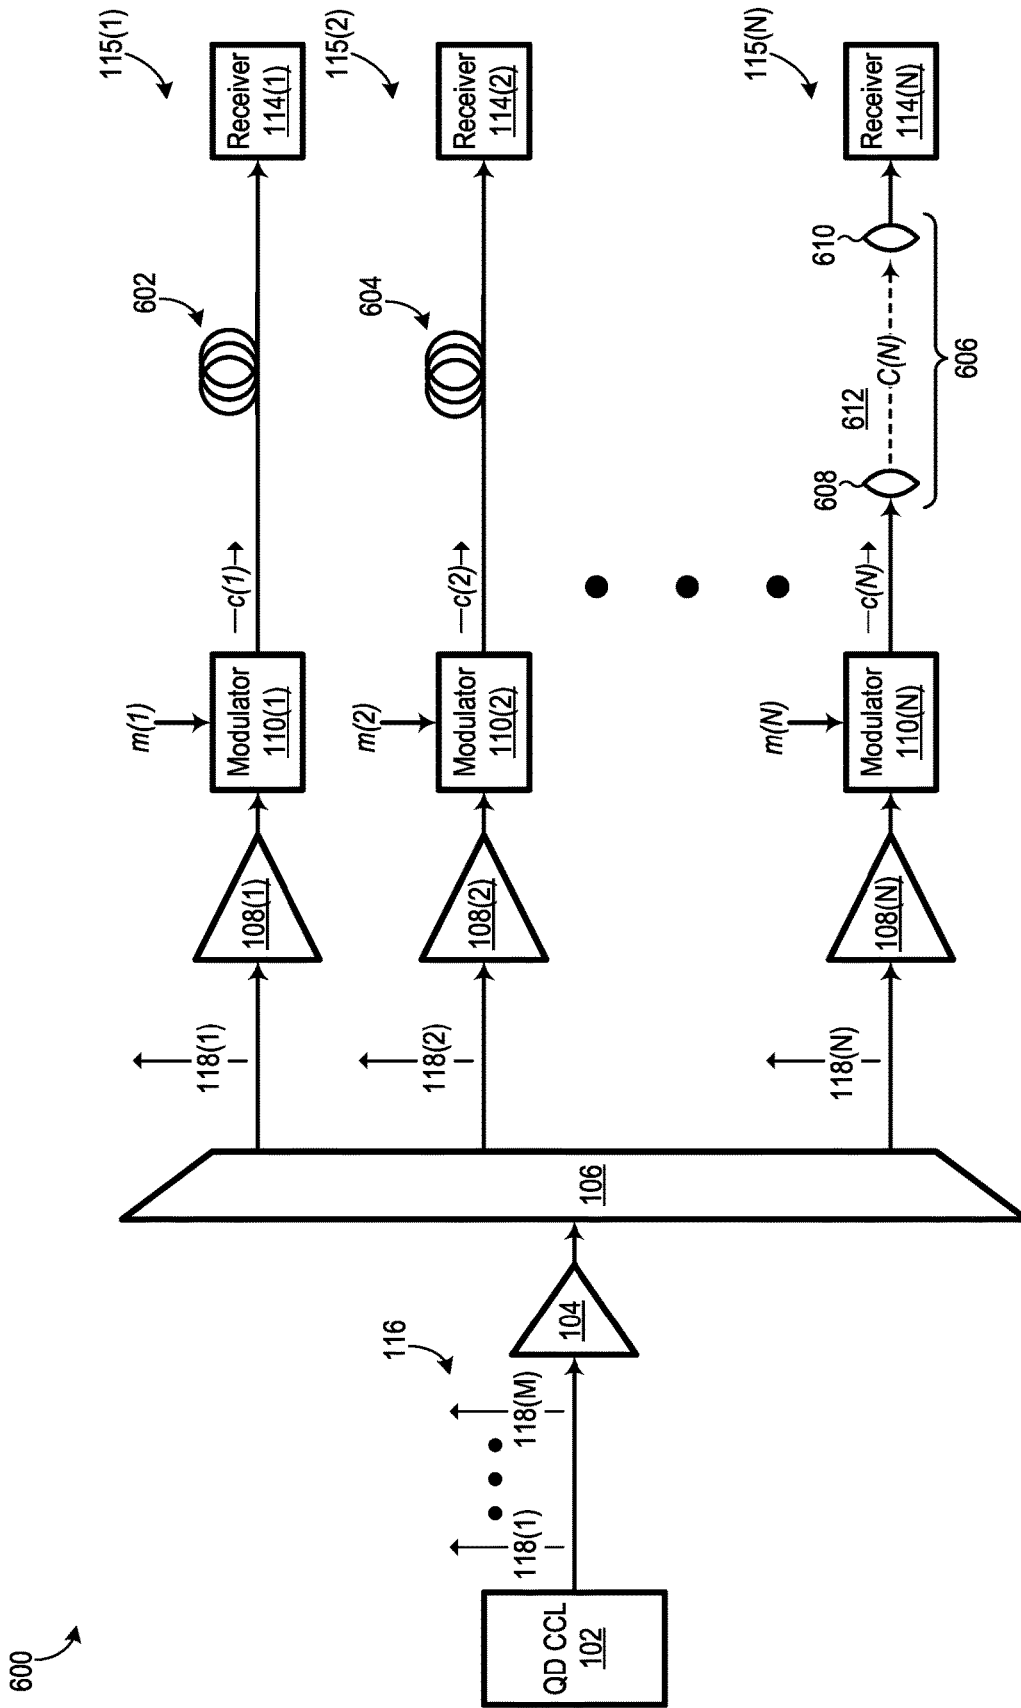 600
115(1)
m(1)
602
118(1)
108(1)
Modulator
110(1)
c(1)
Receiver
114(1)
115(2)
m(2)
604
118(2)
108(2)
Modulator
110(2)
c(2)
Receiver
114(2)
116
118(1)
118(M)
QD CCL
102
104
106
115(N)
m(N)
118(N)
108(N)
Modulator
110(N)
c(N)
608
612
C(N)
610
606
Receiver
114(N)